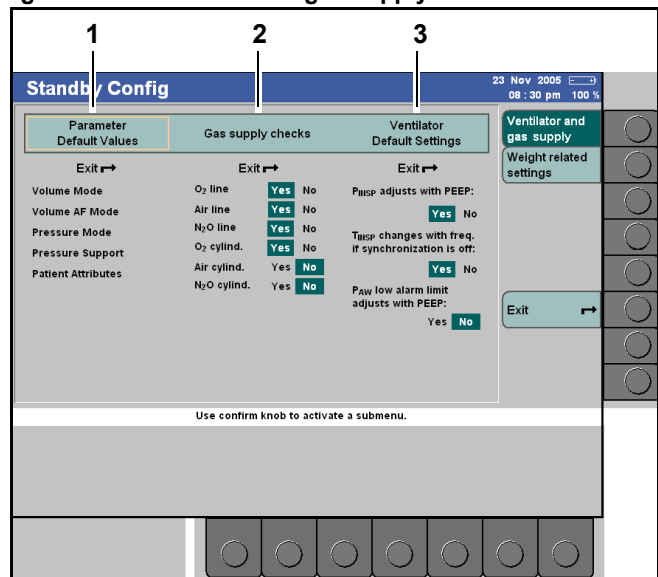 1 2 3
Standby Config
23 Nov 2005
08 : 30 pm 100 %
Parameter
Default Values
Gas supply checks
Ventilator
Default Settings
Ventilator and
gas supply
Weight related
settings
Exit
Exit
Exit
Exit
Volume Mode
Volume AF Mode
Pressure Mode
Pressure Support
Patient Attributes
O₂ line Yes No
Air line Yes No
N₂O line Yes No
O₂ cylind. Yes No
Air cylind. Yes No
N₂O cylind. Yes No
PINSP adjusts with PEEP:
Yes No
TINSP changes with freq.
if synchronization is off:
Yes No
PAW low alarm limit
adjusts with PEEP:
Yes No
Use confirm knob to activate a submenu.